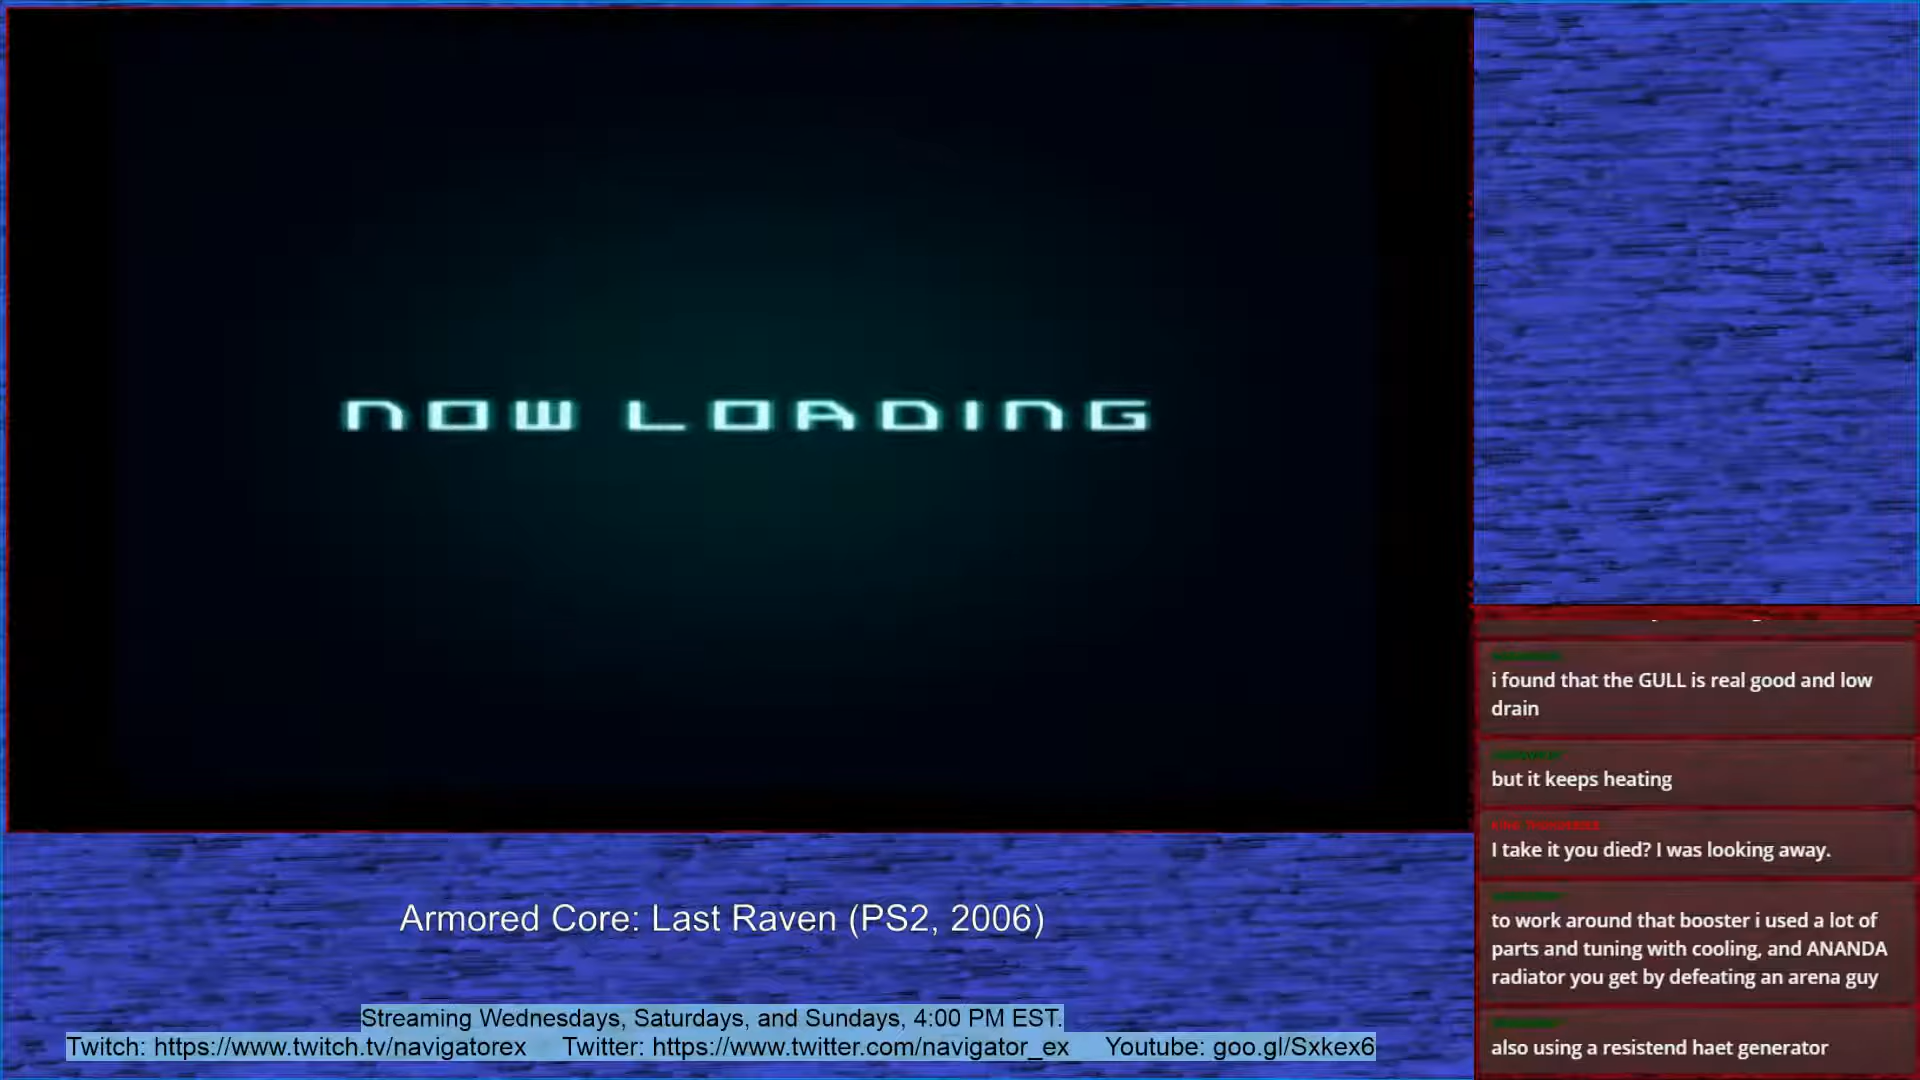 NOW LOADING
i found that the GULL is real good and low
drain
but it keeps heating
I take it you died? I was looking away.
to work around that booster i used a lot of
parts and tuning with cooling, and ANANDA
radiator you get by defeating an arena guy
also using a resistend haet generator
Armored Core: Last Raven (PS2, 2006)
Streaming Wednesdays, Saturdays, and Sundays, 4:00 PM EST.
Twitch: https://www.twitch.tv/navigatorex Twitter: https://www.twitter.com/navigator_ex Youtube: goo.gl/Sxkex6